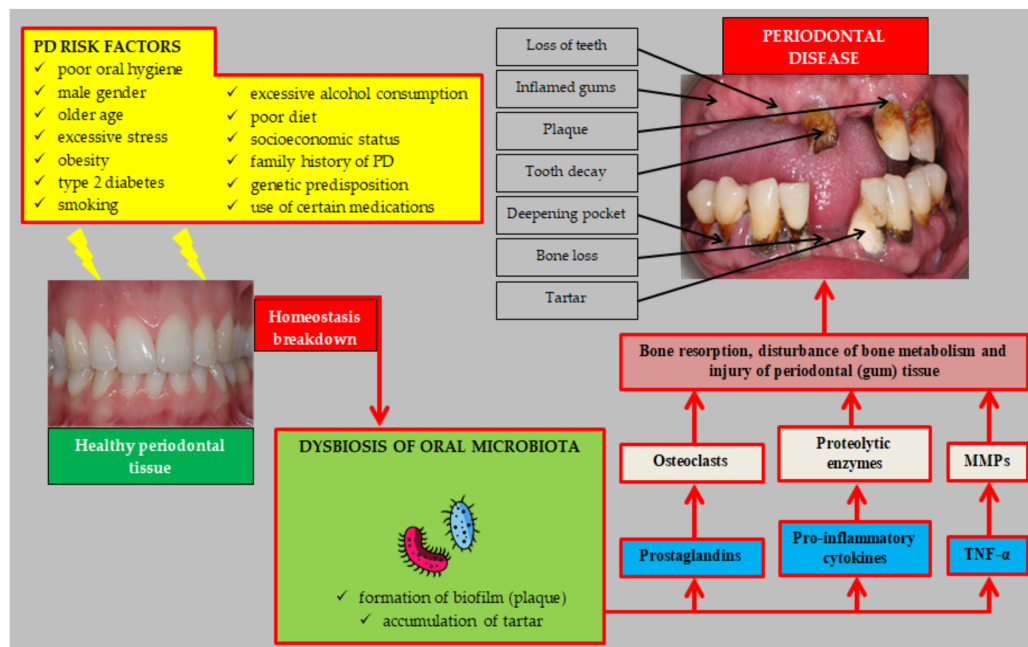 PD RISK FACTORS
✓ poor oral hygiene
✓ male gender
✓ older age
✓ excessive stress
✓ obesity
✓ type 2 diabetes
✓ smoking
✓ excessive alcohol consumption
✓ poor diet
✓ socioeconomic status
✓ family history of PD
✓ genetic predisposition
✓ use of certain medications
Healthy periodontal
tissue
Homeostasis
breakdown
DYSBIOSIS OF ORAL MICROBIOTA
✓ formation of biofilm (plaque)
✓ accumulation of tartar
Prostaglandins
Pro-inflammatory
cytokines
TNF-α
Osteoclasts
Proteolytic
enzymes
MMPs
Bone resorption, disturbance of bone metabolism and
injury of periodontal (gum) tissue
PERIODONTAL
DISEASE
Loss of teeth
Inflamed gums
Plaque
Tooth decay
Deepening pocket
Bone loss
Tartar